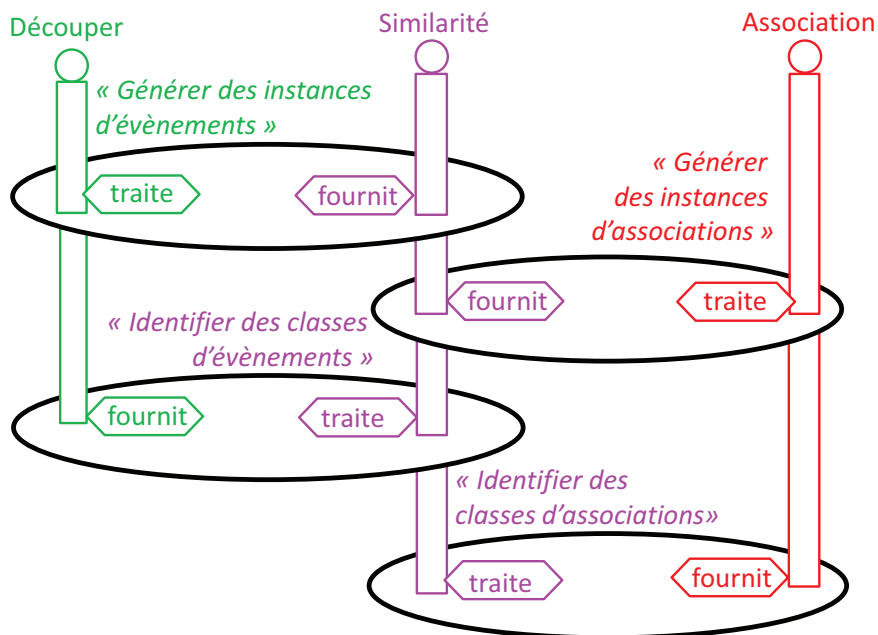 Découper
Similarité
Association
« Générer des instances
d’évènements »
traite
fournit
« Générer
des instances
d’associations »
fournit
traite
« Identifier des classes
d’évènements »
fournit
traite
« Identifier des
classes d’associations»
traite
fournit